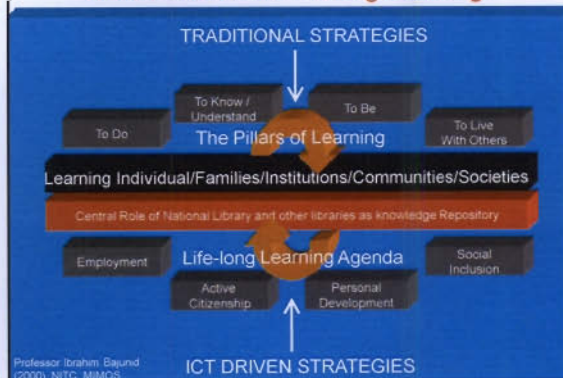 TRADITIONAL STRATEGIES
To Know /
Understand
To Be
To Do
The Pillars of Learning
To Live
With Others
Learning Individual/Families/Institutions/Communities/Societies
Central Role of National Library and other libraries as knowledge Repository
Employment
Life-long Learning Agenda
Social
Inclusion
Active
Citizenship
Personal
Development
Professor Ibrahim Bajunid
(2000), NITC, MIMOS
ICT DRIVEN STRATEGIES